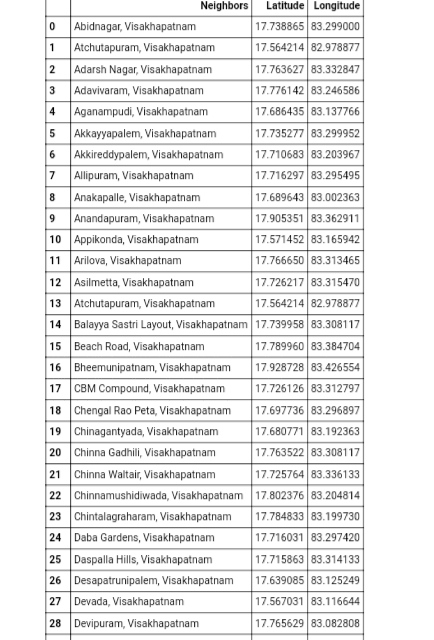 Neighbors Latitude Longitude
0 Abidnagar, Visakhapatnam 17.738865 83.299000
1 Atchutapuram, Visakhapatnam 17.564214 82.978877
2 Adarsh Nagar, Visakhapatnam 17.763627 83.332847
3 Adavivaram, Visakhapatnam 17.776142 83.246586
4 Aganampudi, Visakhapatnam 17.686435 83.137766
5 Akkayyapalem, Visakhapatnam 17.735277 83.299952
6 Akkireddypalem, Visakhapatnam 17.710683 83.203967
7 Allipuram, Visakhapatnam 17.716297 83.295495
8 Anakapalle, Visakhapatnam 17.689643 83.002363
9 Anandapuram, Visakhapatnam 17.905351 83.362911
10 Appikonda, Visakhapatnam 17.571452 83.165942
11 Arilova, Visakhapatnam 17.766650 83.313465
12 Asilmetta, Visakhapatnam 17.726217 83.315470
13 Atchutapuram, Visakhapatnam 17.564214 82.978877
14 Balayya Sastri Layout, Visakhapatnam 17.739958 83.308117
15 Beach Road, Visakhapatnam 17.789960 83.384704
16 Bheemunipatnam, Visakhapatnam 17.928728 83.426554
17 CBM Compound, Visakhapatnam 17.726126 83.312797
18 Chengal Rao Peta, Visakhapatnam 17.697736 83.296897
19 Chinagantyada, Visakhapatnam 17.680771 83.192363
20 Chinna Gadhili, Visakhapatnam 17.763522 83.308117
21 Chinna Waltair, Visakhapatnam 17.725764 83.336133
22 Chinnamushidiwada, Visakhapatnam 17.802376 83.204814
23 Chintalagraharam, Visakhapatnam 17.784833 83.199730
24 Daba Gardens, Visakhapatnam 17.716031 83.297420
25 Daspalla Hills, Visakhapatnam 17.715863 83.314133
26 Desapatrunipalem, Visakhapatnam 17.639085 83.125249
27 Devada, Visakhapatnam 17.567031 83.116644
28 Devipuram, Visakhapatnam 17.765629 83.082808